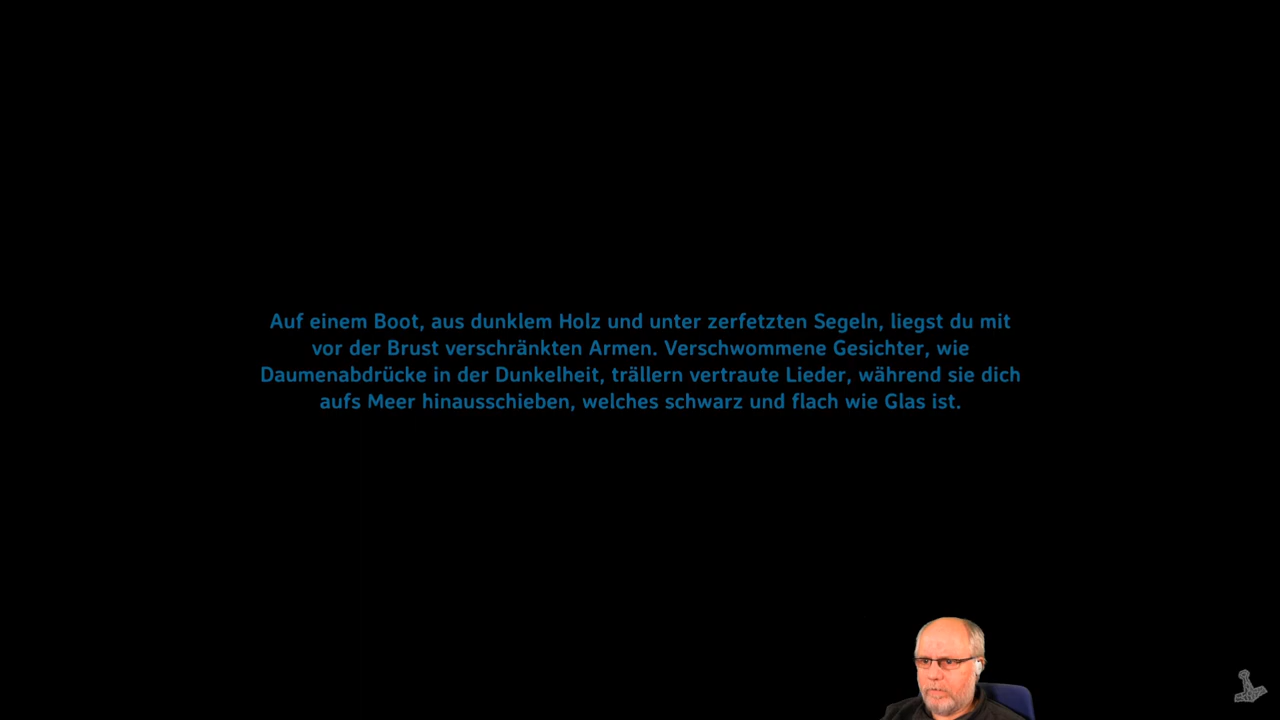 Auf einem Boot, aus dunklem Holz und unter zerfetzten Segeln, liegst du mit
vor der Brust verschränkten Armen. Verschwommene Gesichter, wie
Daumenabdrücke in der Dunkelheit, trällern vertraute Lieder, während sie dich
aufs Meer hinausschieben, welches schwarz und flach wie Glas ist.